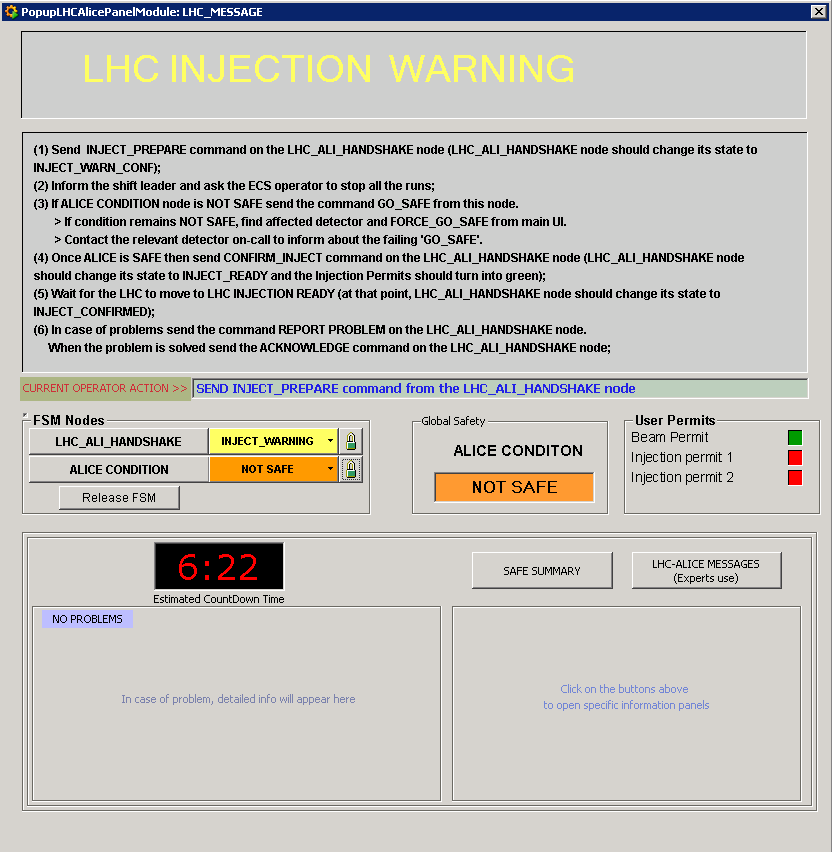 PopupLHCAlicePanelModule: LHC_MESSAGE
LHC INJECTION WARNING
(1) Send INJECT_PREPARE command on the LHC_ALI_HANDSHAKE node (LHC_ALI_HANDSHAKE node should change its state to
INJECT_WARN_CONF);
(2) Inform the shift leader and ask the ECS operator to stop all the runs;
(3) If ALICE CONDITION node is NOT SAFE send the command GO_SAFE from this node.
> If condition remains NOT SAFE, find affected detector and FORCE_GO_SAFE from main UI.
> Contact the relevant detector on-call to inform about the failing 'GO_SAFE'.
(4) Once ALICE is SAFE then send CONFIRM_INJECT command on the LHC_ALI_HANDSHAKE node (LHC_ALI_HANDSHAKE node
should change its state to INJECT_READY and the Injection Permits should turn into green);
(5) Wait for the LHC to move to LHC INJECTION READY (at that point, LHC_ALI_HANDSHAKE node should change its state to
INJECT_CONFIRMED);
(6) In case of problems send the command REPORT PROBLEM on the LHC_ALI_HANDSHAKE node.
When the problem is solved send the ACKNOWLEDGE command on the LHC_ALI_HANDSHAKE node;
CURRENT OPERATOR ACTION >> SEND INJECT_PREPARE command from the LHC_ALI_HANDSHAKE node
FSM Nodes
LHC_ALI_HANDSHAKE INJECT_WARNING
ALICE CONDITION NOT SAFE
Release FSM
Global Safety
ALICE CONDITON
NOT SAFE
User Permits
Beam Permit
Injection permit 1
Injection permit 2
6:22
Estimated CountDown Time
SAFE SUMMARY
LHC-ALICE MESSAGES
(Experts use)
NO PROBLEMS
In case of problem, detailed info will appear here
Click on the buttons above
to open specific information panels